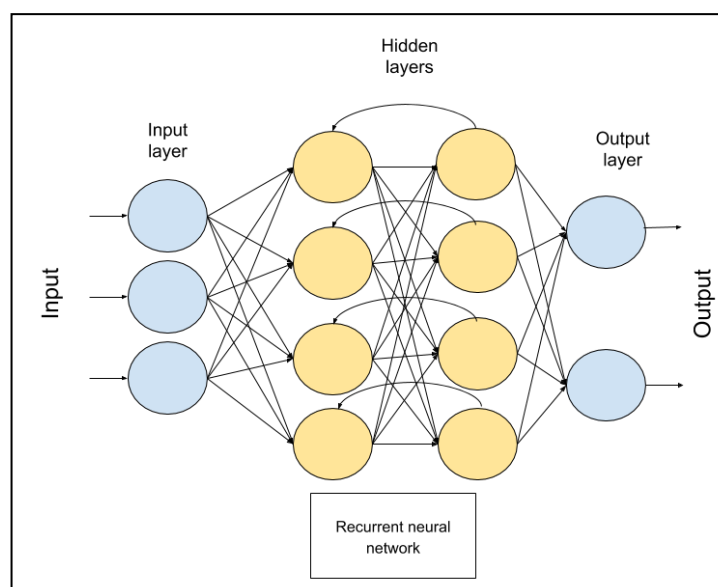 Hidden
layers
Input
layer
Output
layer
Input
Output
Recurrent neural
network